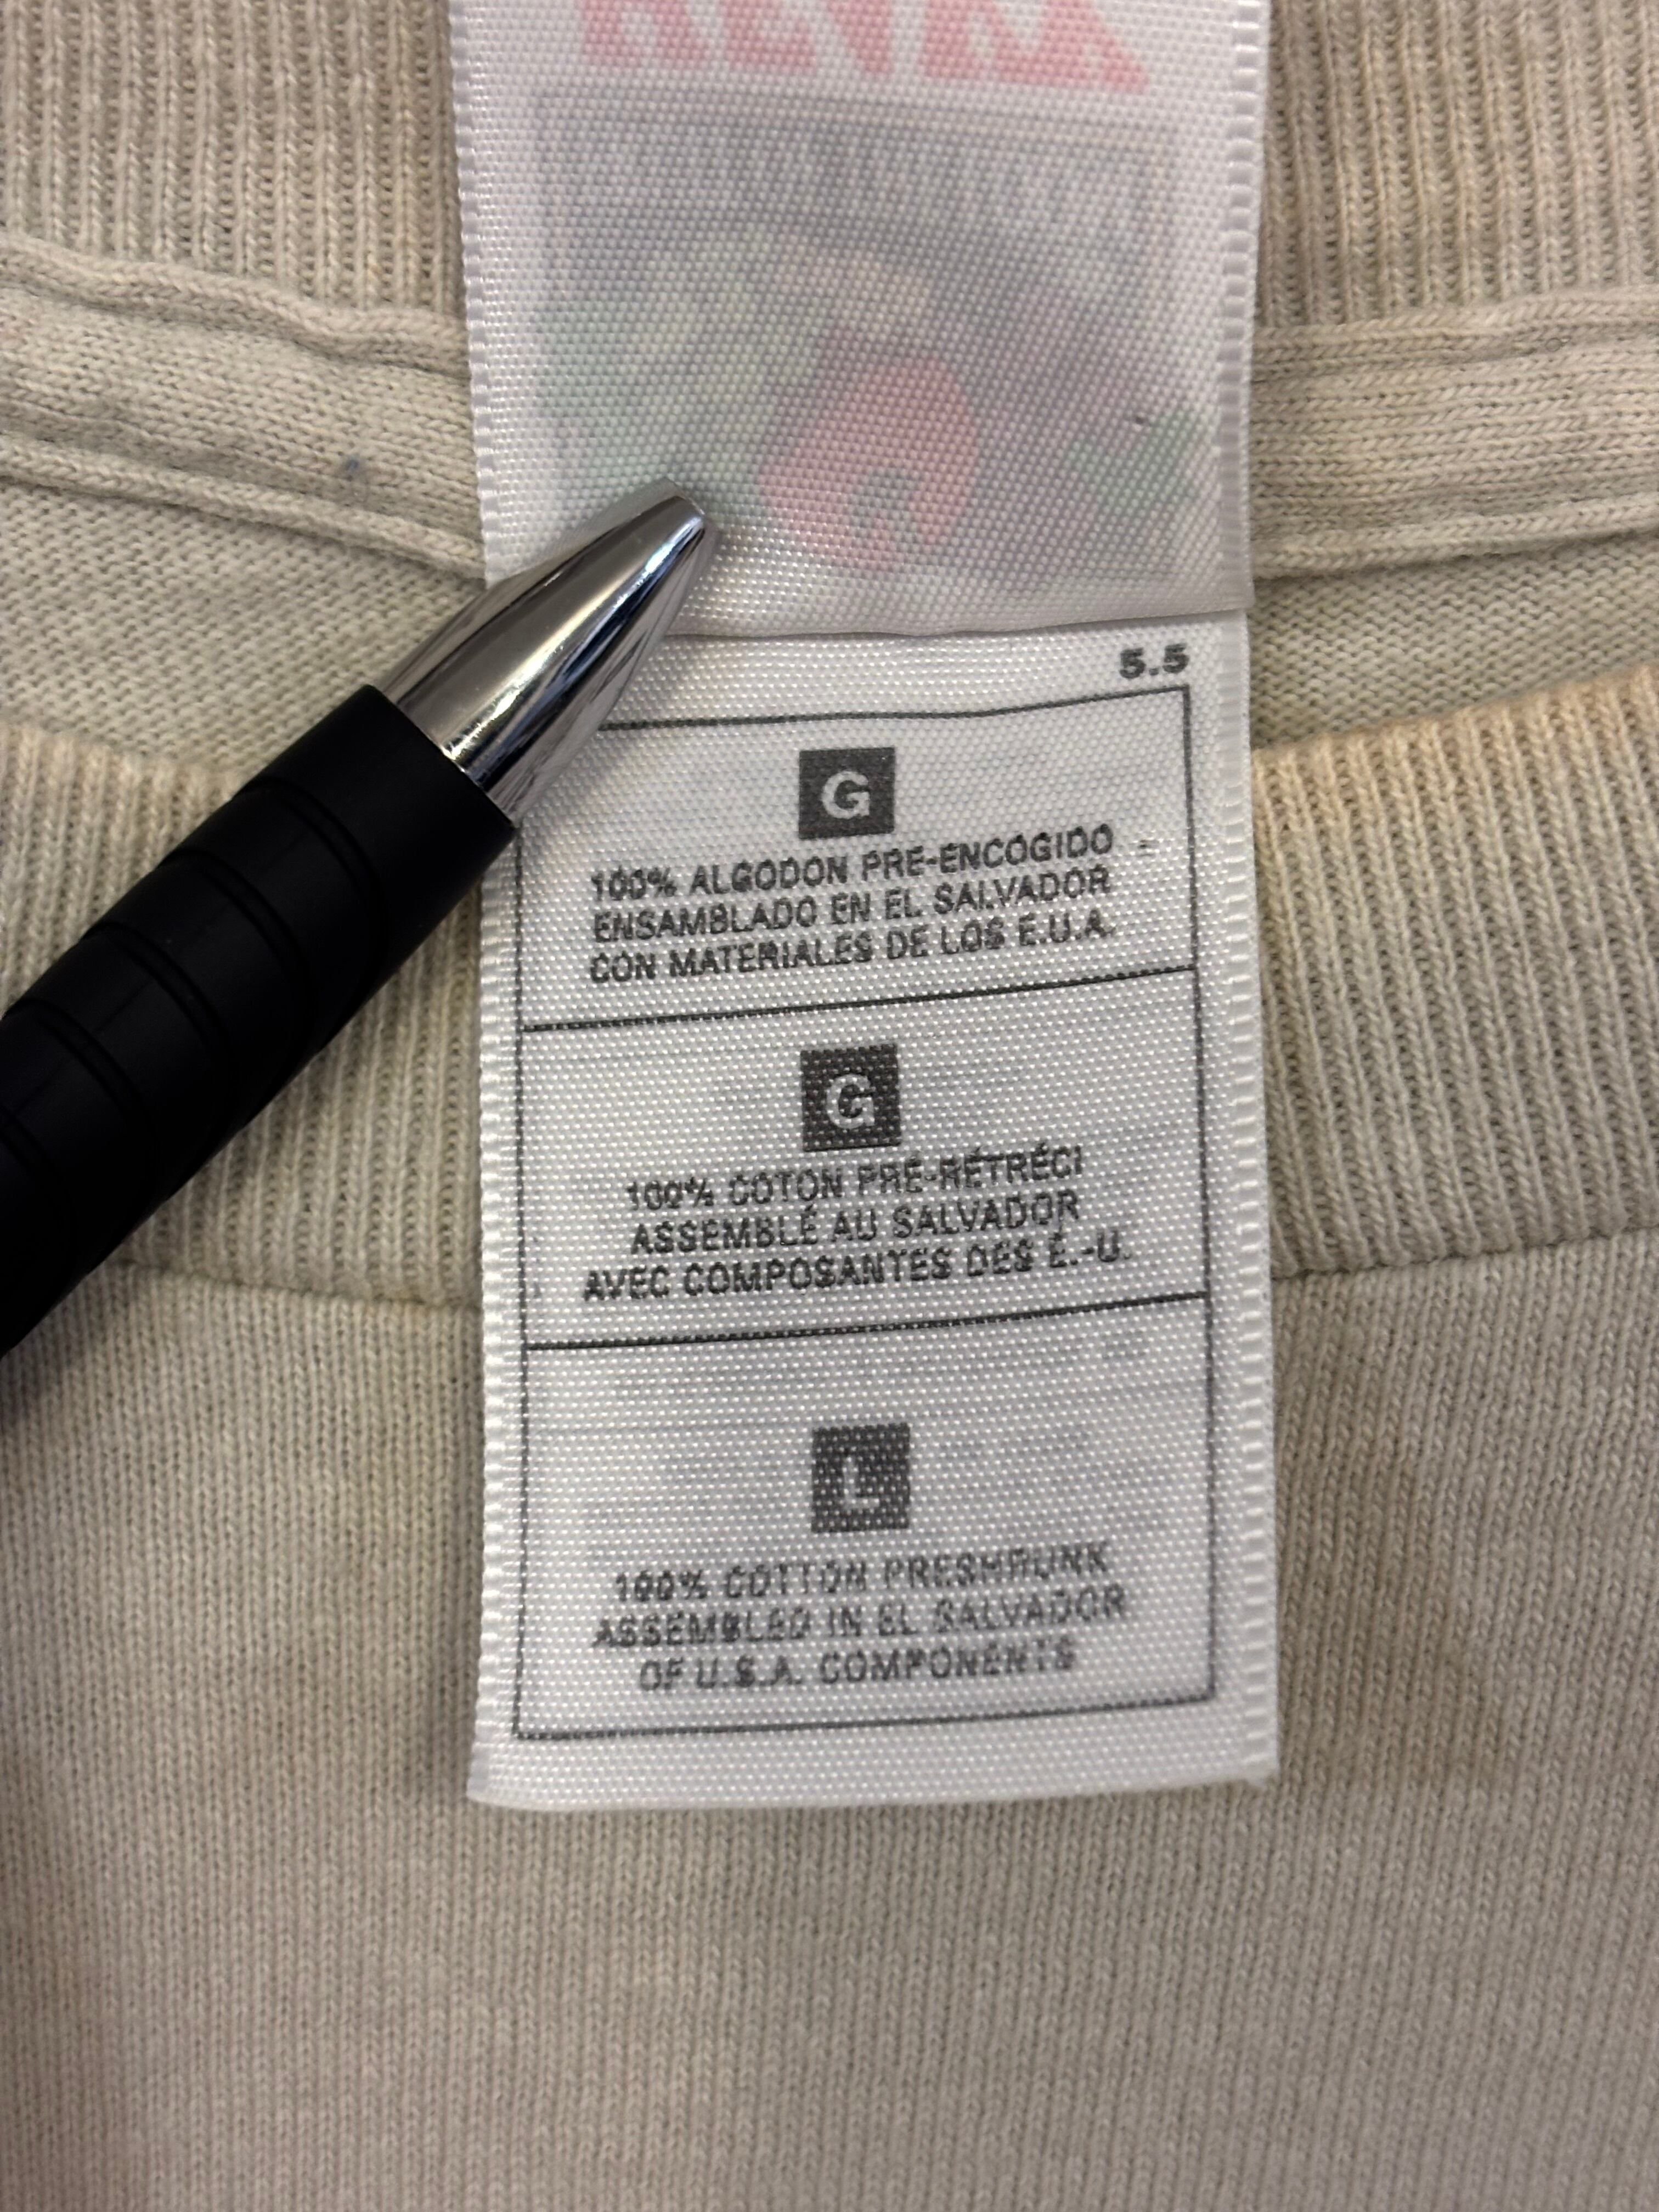 5.5
G
100% ALGODON PRE-ENCOGIDO
ENSAMBLADO EN EL SALVADOR
CON MATERIALES DE LOS E.U.A.
G
100% COTON PRÉ-RÉTRÉCI
ASSEMBLÉ AU SALVADOR
AVEC COMPOSANTES DES É.-U.
L
100% COTTON PRESHRUNK
ASSEMBLED IN EL SALVADOR
OF U.S.A. COMPONENTS